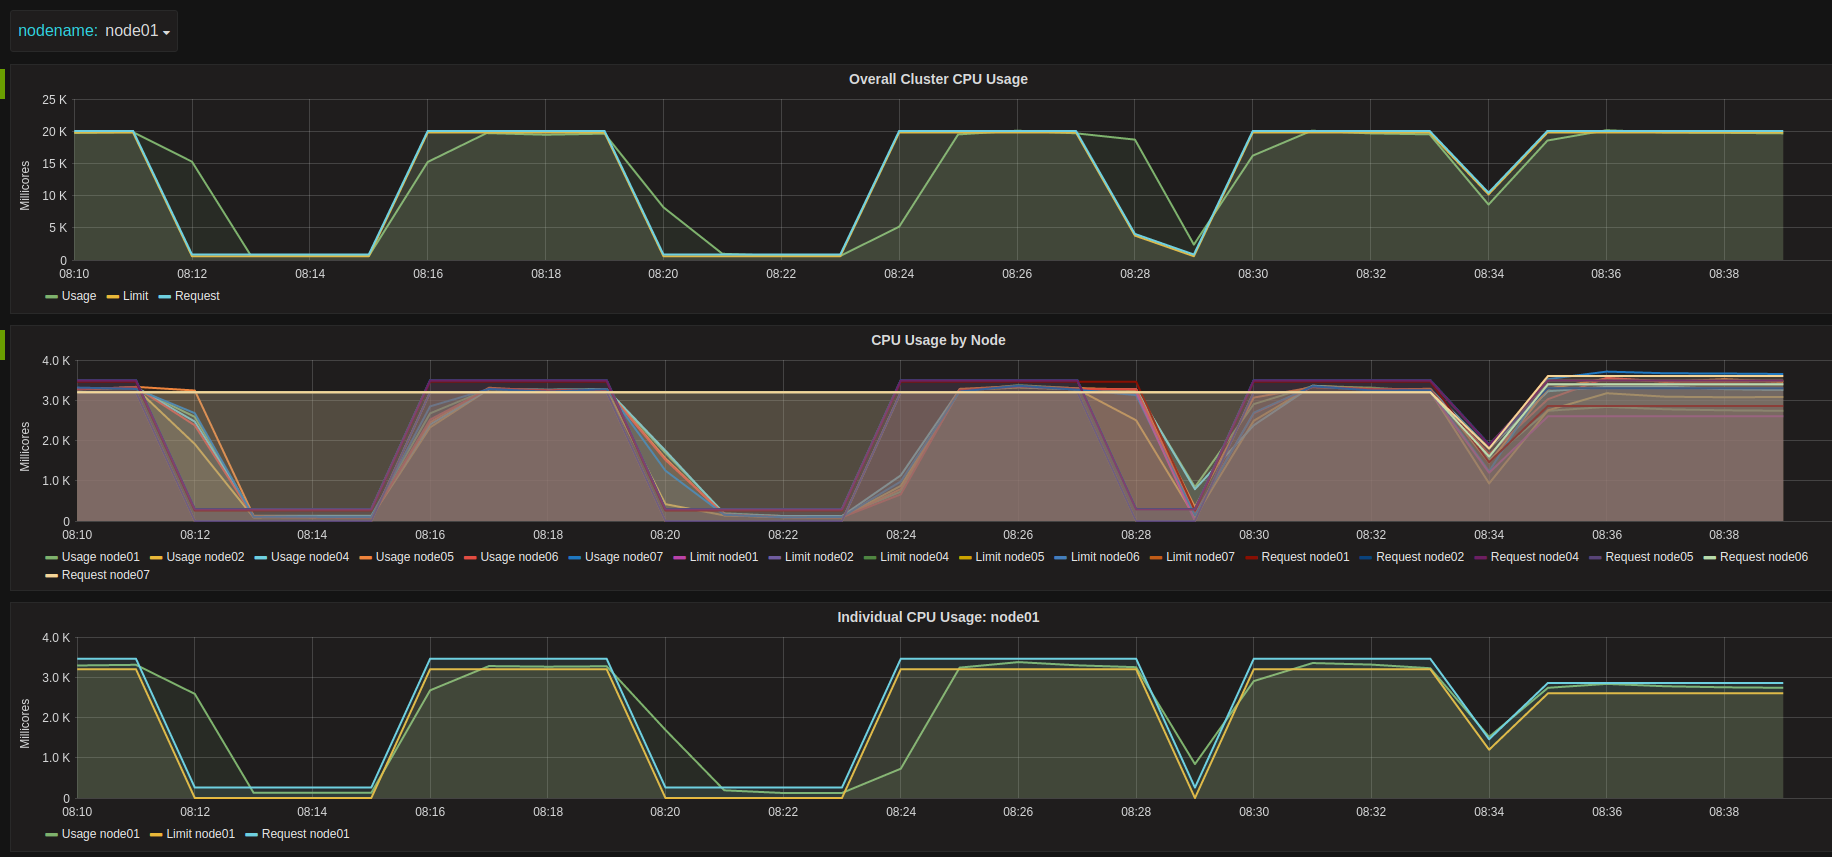 nodename: node01
Overall Cluster CPU Usage
Millicores
25 K
20 K
15 K
10 K
5 K
0
08:10 08:12 08:14 08:16 08:18 08:20 08:22 08:24 08:26 08:28 08:30 08:32 08:34 08:36 08:38
Usage Limit Request
CPU Usage by Node
Millicores
4.0 K
3.0 K
2.0 K
1.0 K
0
08:10 08:12 08:14 08:16 08:18 08:20 08:22 08:24 08:26 08:28 08:30 08:32 08:34 08:36 08:38
Usage node01 Usage node02 Usage node04 Usage node05 Usage node06 Usage node07 Limit node01 Limit node02 Limit node04 Limit node05 Limit node06 Limit node07 Request node01 Request node02 Request node04 Request node05 Request node06
Request node07
Individual CPU Usage: node01
Millicores
4.0 K
3.0 K
2.0 K
1.0 K
0
08:10 08:12 08:14 08:16 08:18 08:20 08:22 08:24 08:26 08:28 08:30 08:32 08:34 08:36 08:38
Usage node01 Limit node01 Request node01